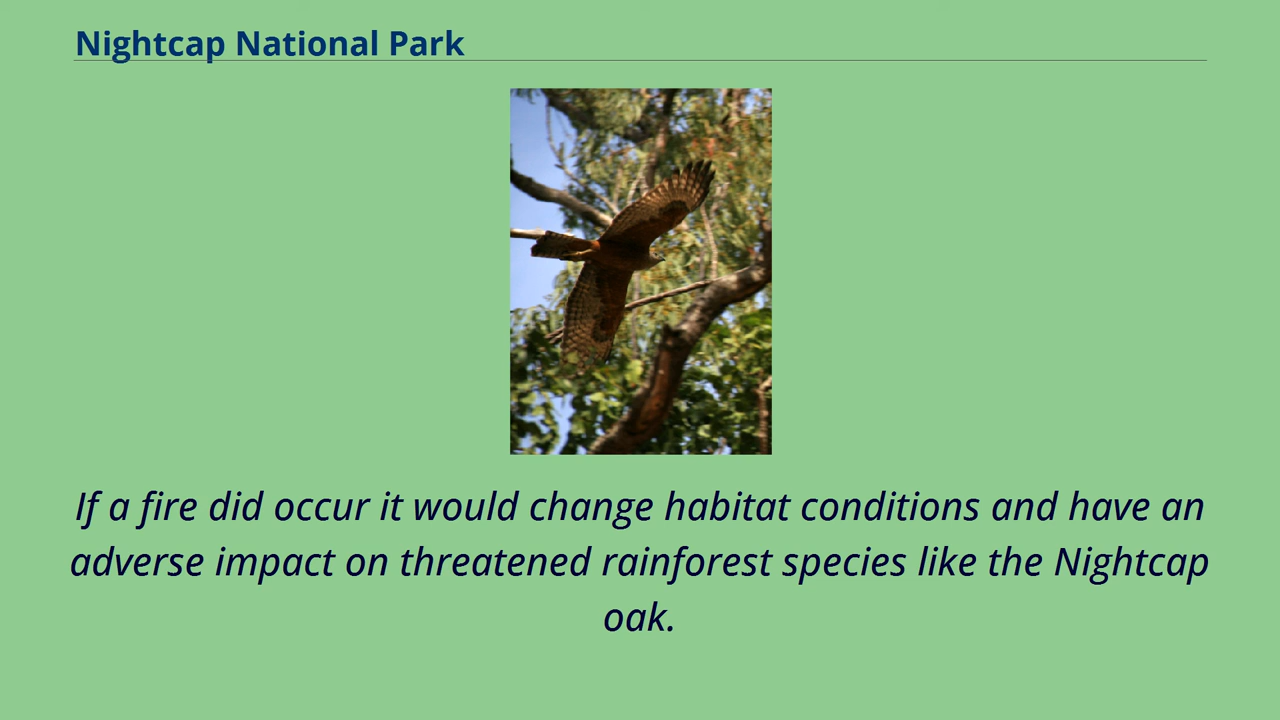 Nightcap National Park
If a fire did occur it would change habitat conditions and have an
adverse impact on threatened rainforest species like the Nightcap
oak.